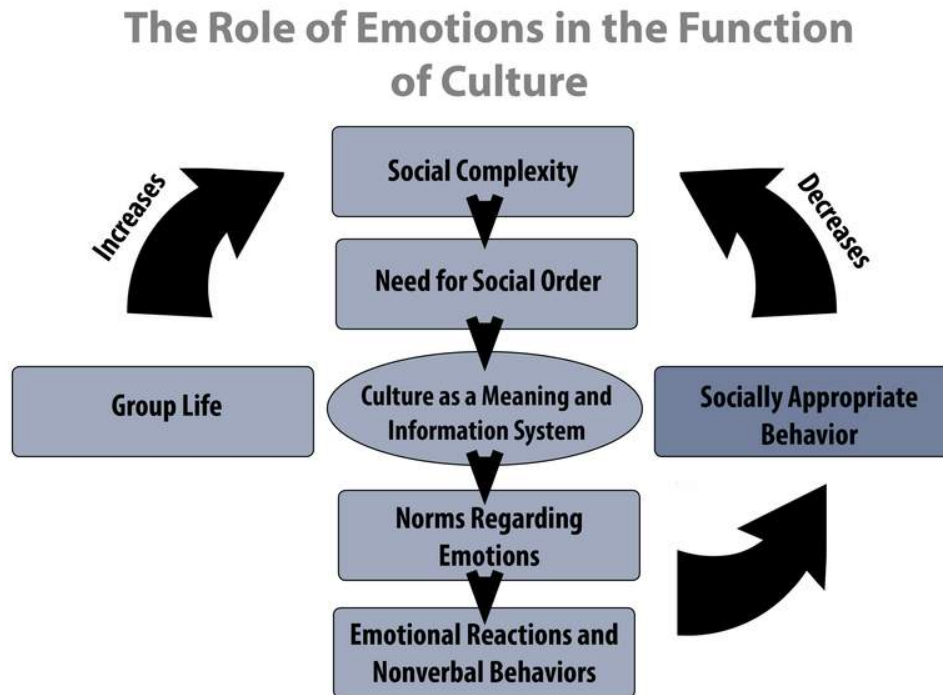 The Role of Emotions in the Function
of Culture
Increases
Social Complexity
Decreases
Need for Social Order
Group Life
Culture as a Meaning and
Information System
Socially Appropriate
Behavior
Norms Regarding
Emotions
Emotional Reactions and
Nonverbal Behaviors